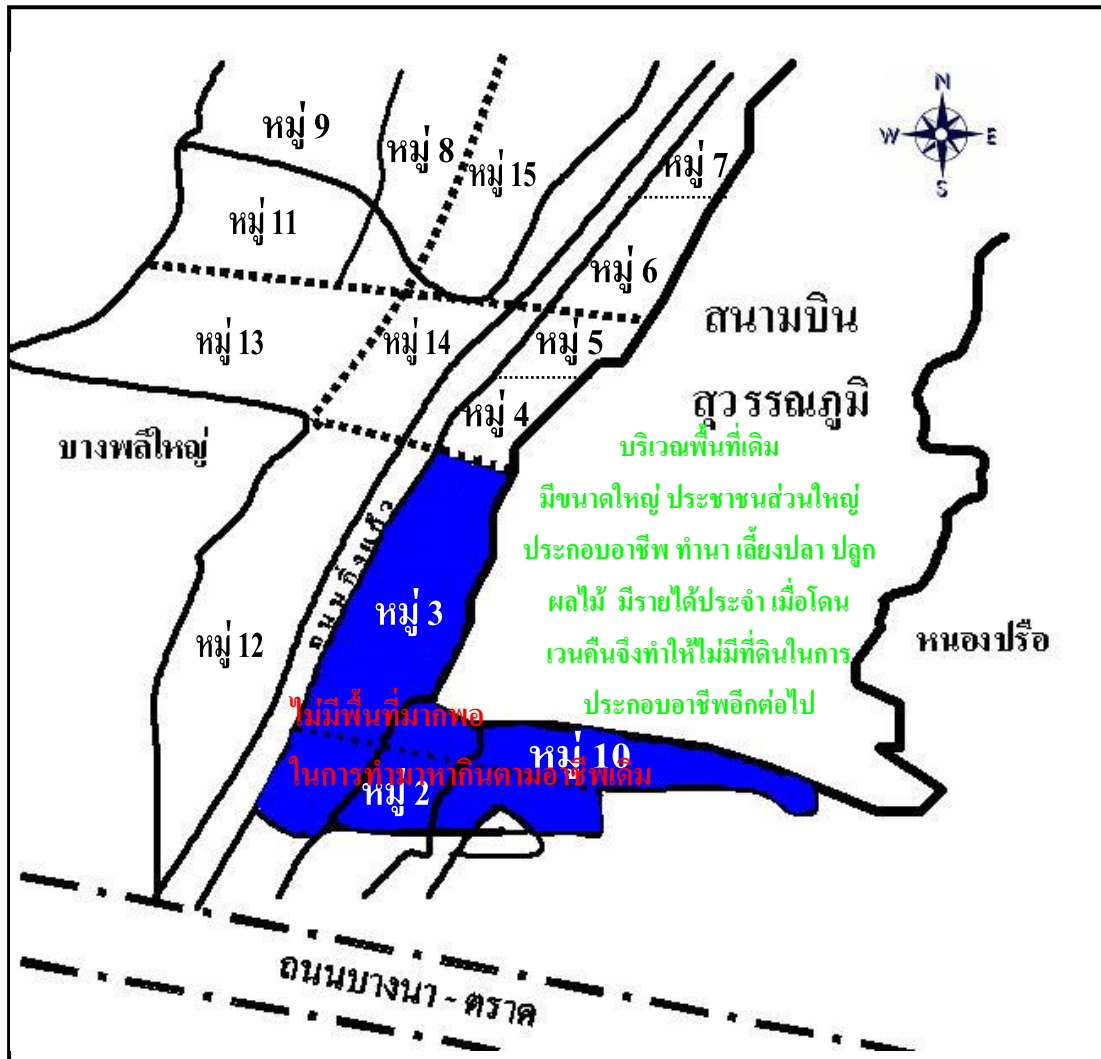 N
W E
S
หมู่ 9
หมู่ 8
หมู่ 15
หมู่ 7
หมู่ 11
หมู่ 6
หมู่ 13
หมู่ 14
หมู่ 5
หมู่ 4
สนามบิน
สุวรรณภูมิ
บางพลีใหญ่
บริเวณพื้นที่เดิม
มีขนาดใหญ่ ประชาชนส่วนใหญ่
ประกอบอาชีพ ทำนา เลี้ยงปลา ปลูก
ผลไม้ มีรายได้ประจำ เมื่อโดน
เวนคืนจึงทำให้ไม่มีที่ดินในการ
ประกอบอาชีพอีกต่อไป
ถนนกิ่งแก้ว
หมู่ 3
หมู่ 12
หนองปรือ
ไม่มีพื้นที่มากพอ
ในการทำมาหากินตามอาชีพเดิม
หมู่ 10
หมู่ 2
ถนนบางนา - ตราด